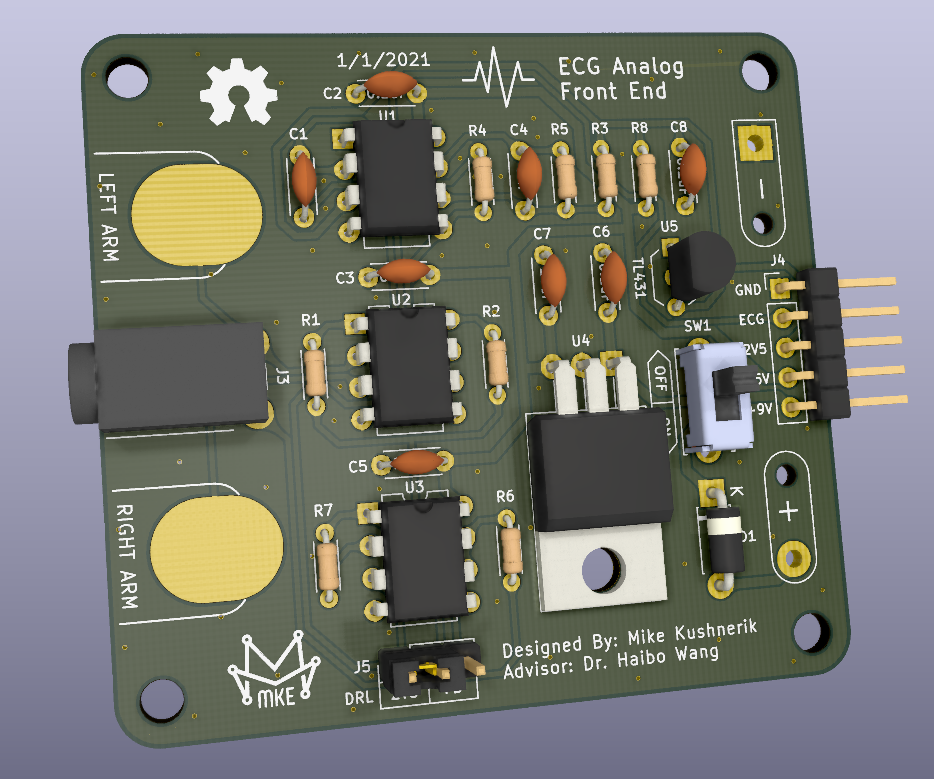 1/1/2021
ECG Analog
Front End
C2
U1
C1
R4
C4
R5
R3
R8
C8
LEFT ARM
C7
C6
U5
TL431
C3
J4
GND
ECG
2V5
5V
-9V
U2
R1
R2
U4
SW1
OFF
J3
C5
U3
R7
R6
K
D1
+
RIGHT ARM
MKE
J5
DRL
Designed By: Mike Kushnerik
Advisor: Dr. Haibo Wang